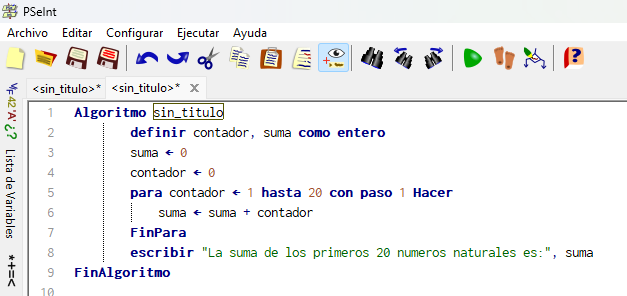 PSeInt
Archivo Editar Configurar Ejecutar Ayuda
<sin_titulo>* <sin_titulo>* X
42 'A' ¿? Lista de Variables *+=<
1 Algoritmo sin_titulo
2 definir contador, suma como entero
3 suma ← 0
4 contador ← 0
5 para contador ← 1 hasta 20 con paso 1 Hacer
6 suma ← suma + contador
7 FinPara
8 escribir "La suma de los primeros 20 numeros naturales es:", suma
9 FinAlgoritmo
10